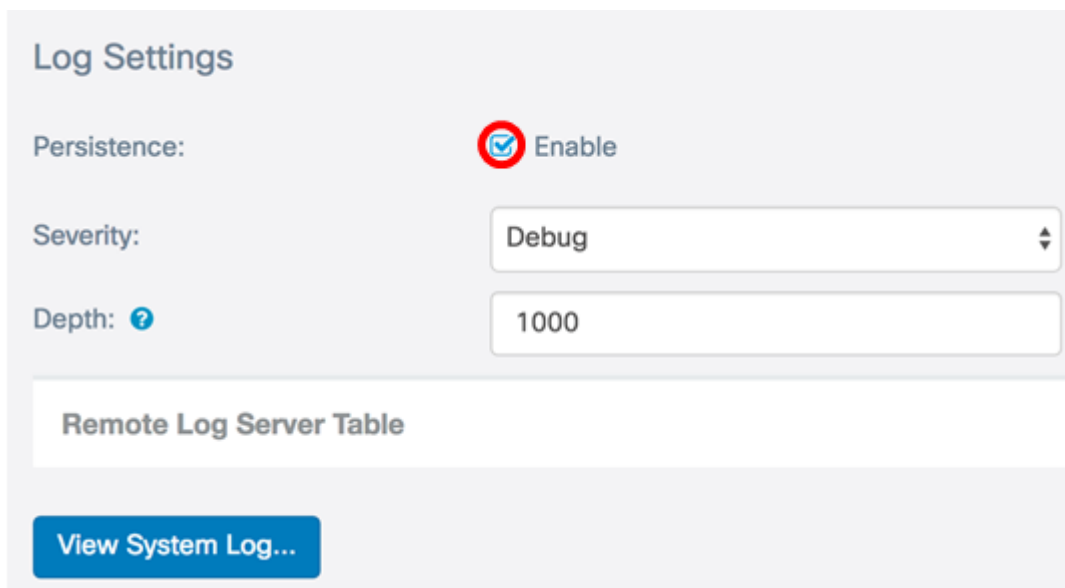 Log Settings
Persistence: Enable
Severity: Debug
Depth: ? 1000
Remote Log Server Table
View System Log...